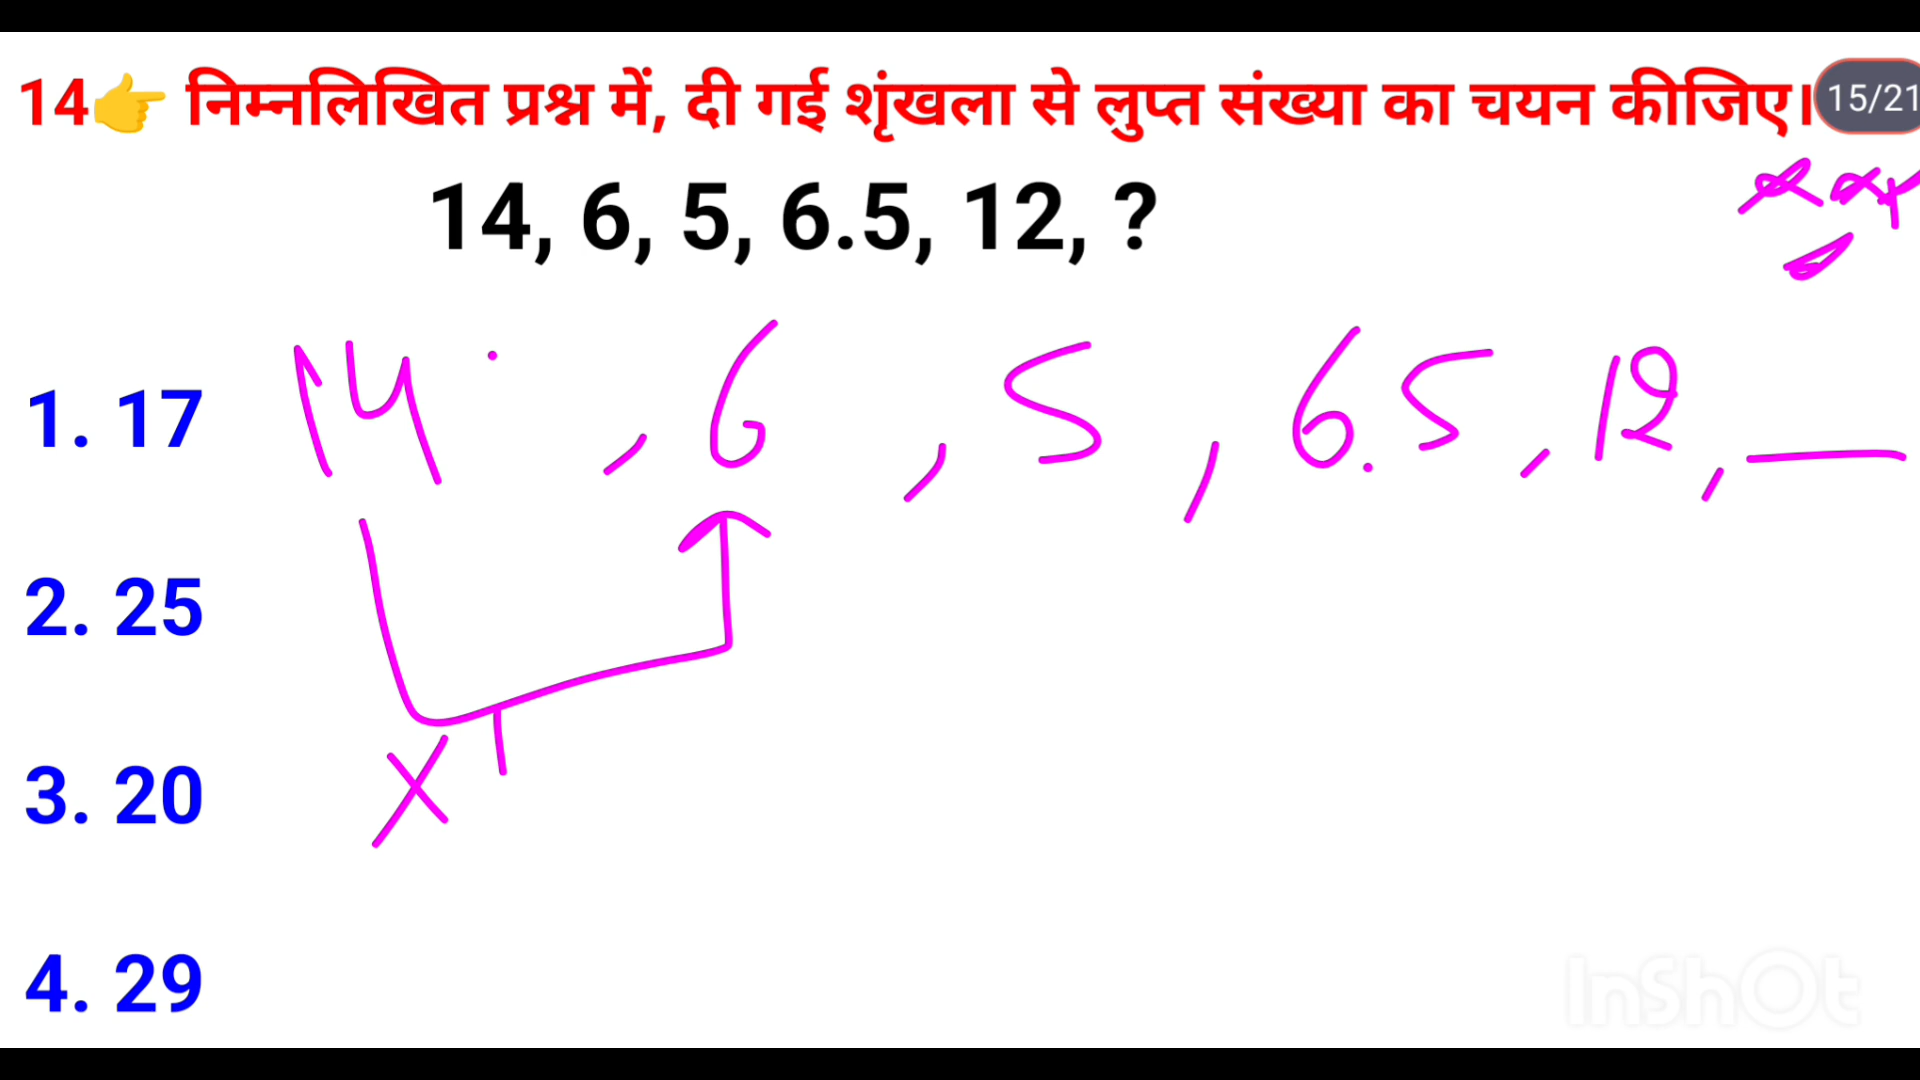 14👉 निम्नलिखित प्रश्न में, दी गई शृंखला से लुप्त संख्या का चयन कीजिए।
15/21
14, 6, 5, 6.5, 12, ?
14, 6, 5, 6.5, 12, __
1. 17
2. 25
3. 20
4. 29
InShOt